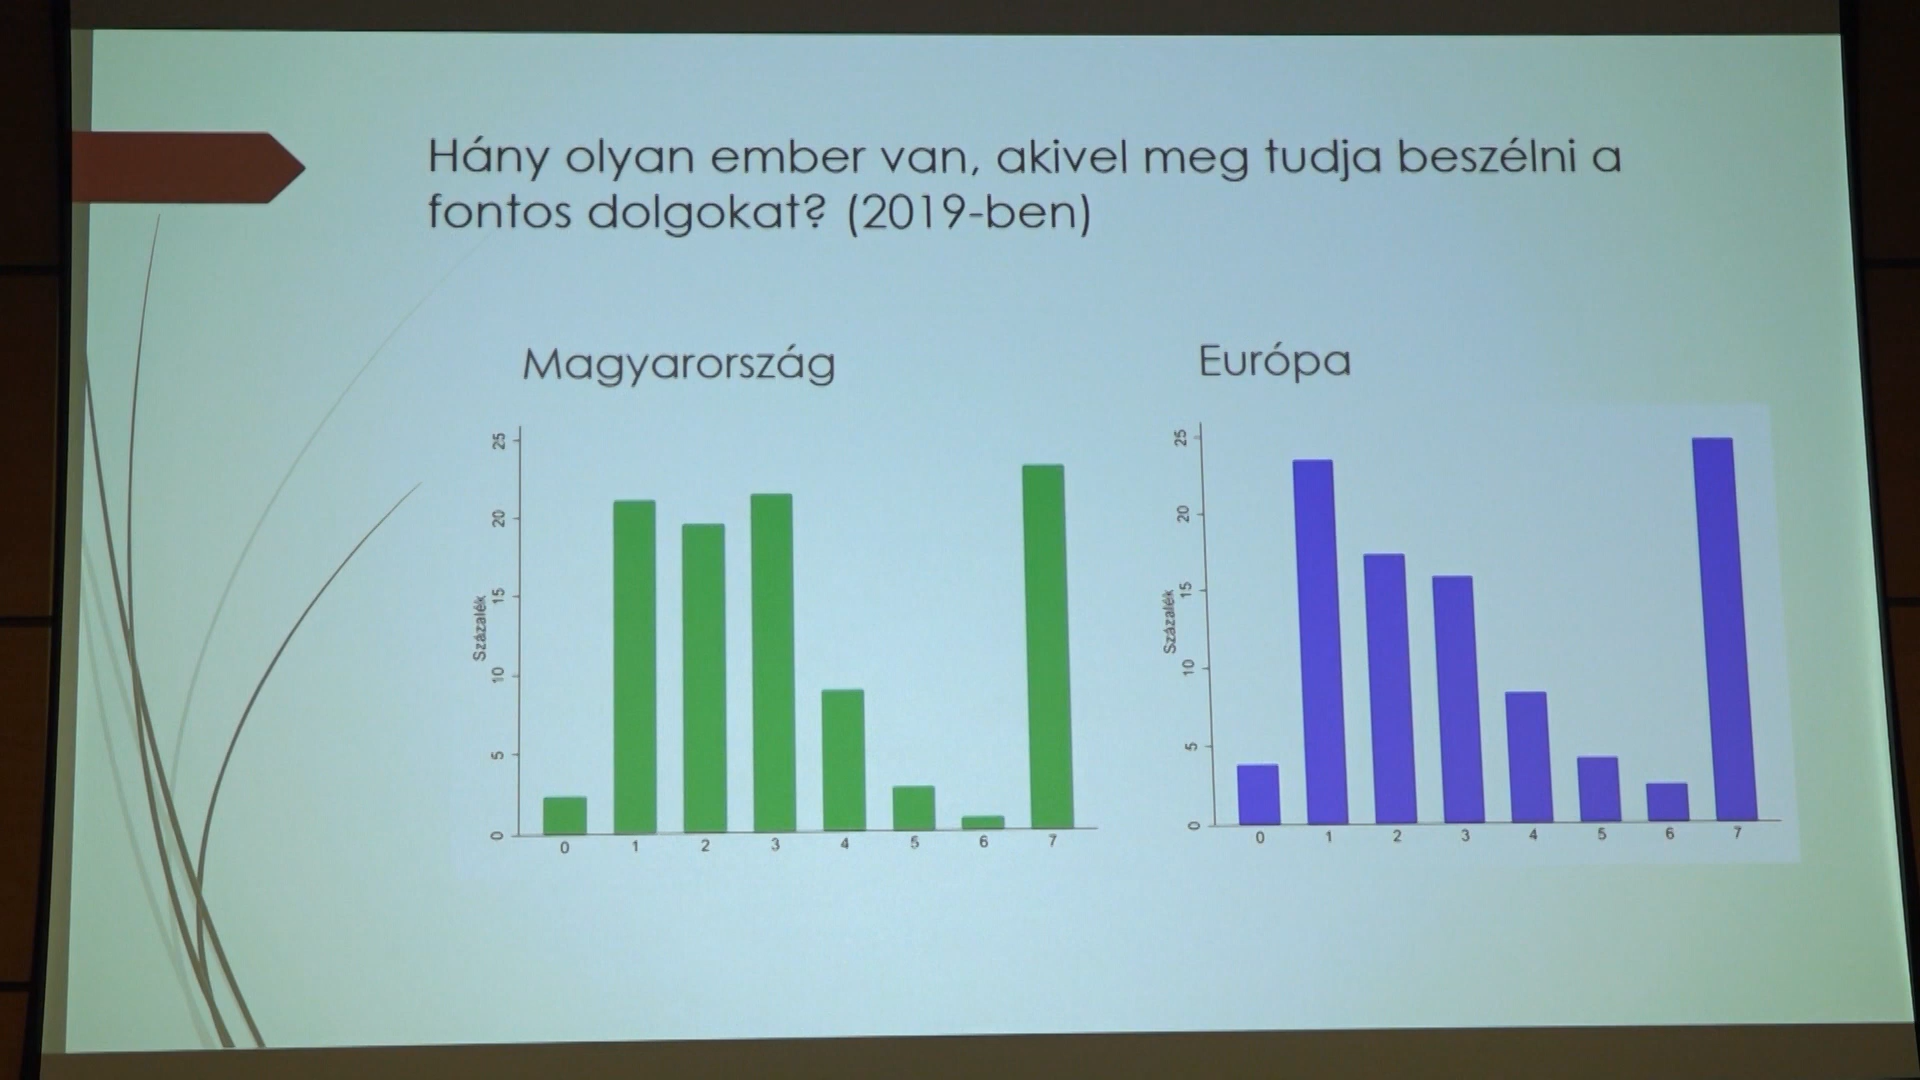 Hány olyan ember van, akivel meg tudja beszélni a
fontos dolgokat? (2019-ben)
Magyarország
Százalék
25
20
15
10
5
0
0 1 2 3 4 5 6 7
Európa
Százalék
25
20
15
10
5
0
0 1 2 3 4 5 6 7